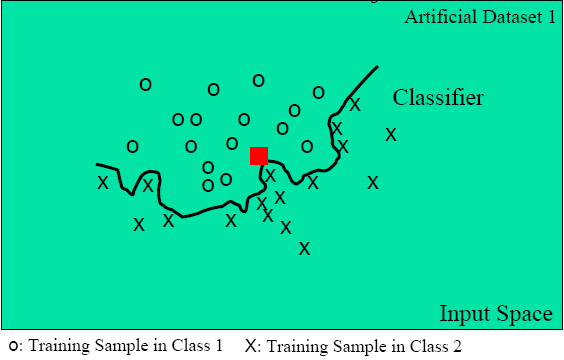 Artificial Dataset 1
Classifier
Input Space
o: Training Sample in Class 1 X: Training Sample in Class 2